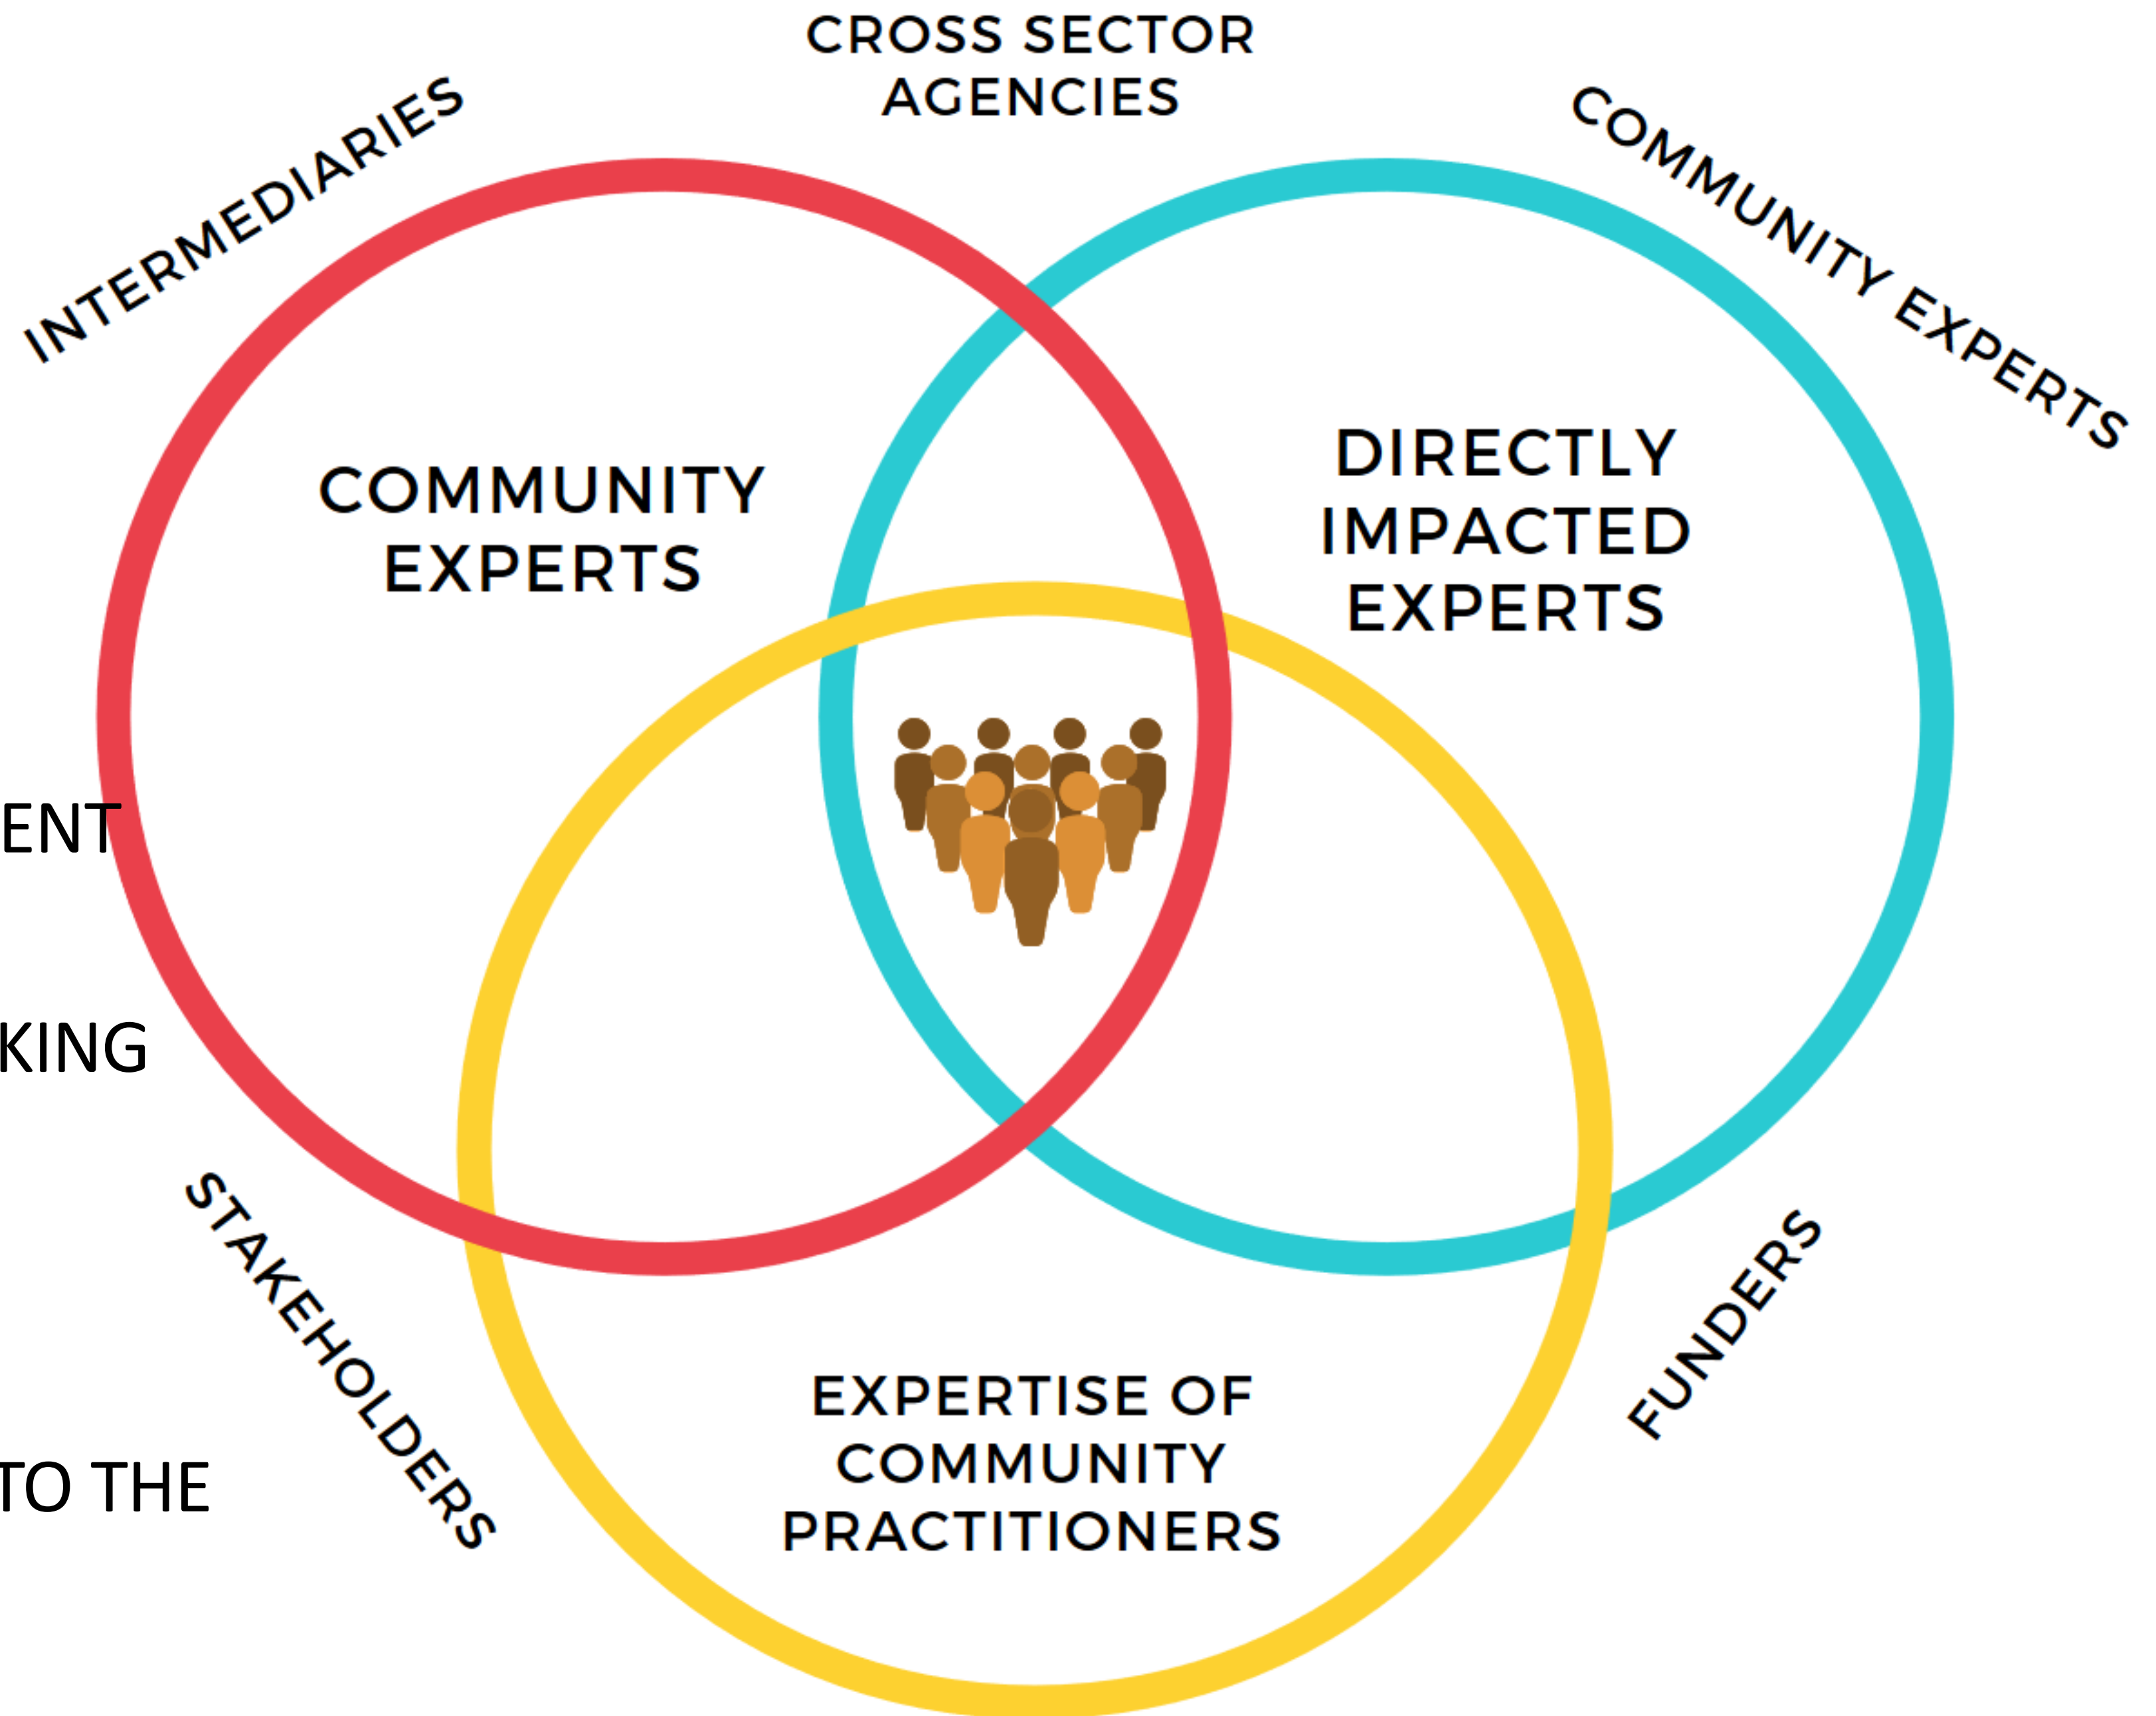 CROSS SECTOR
AGENCIES
INTERMEDIARIES
COMMUNITY EXPERTS
COMMUNITY
EXPERTS
DIRECTLY
IMPACTED
EXPERTS
ENT
KING
STAKEHOLDERS
FUNDERS
EXPERTISE OF
COMMUNITY
PRACTITIONERS
TO THE